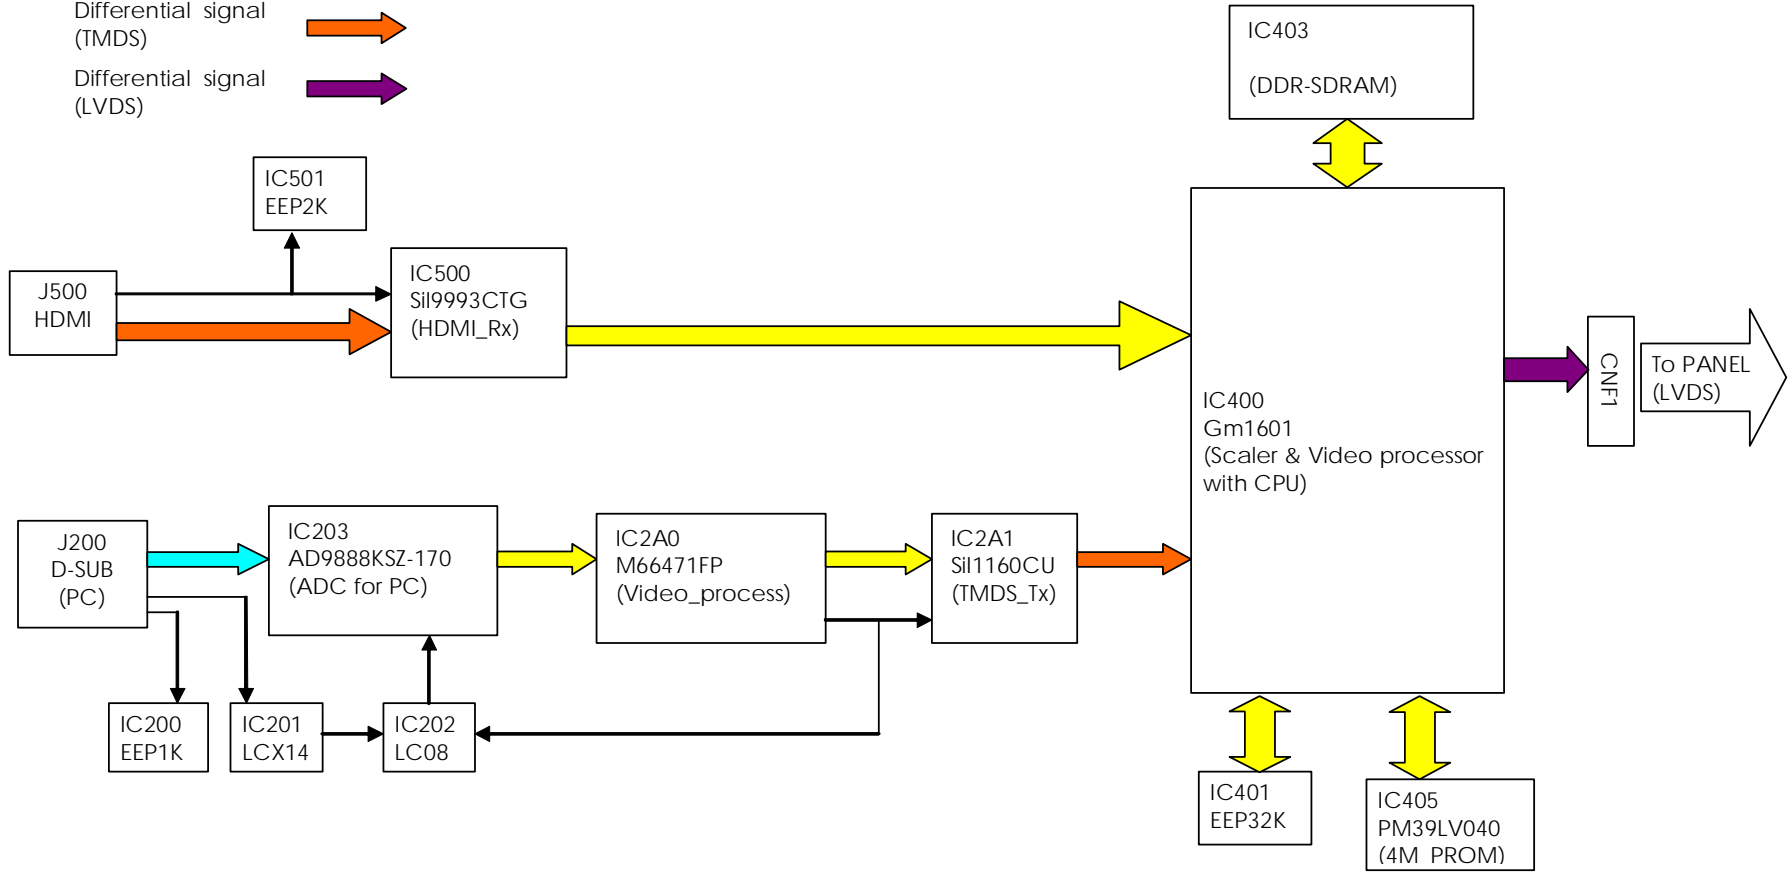 Differential signal
(TMDS)
Differential signal
(LVDS)
IC403
(DDR-SDRAM)
IC501
EEP2K
J500
HDMI
IC500
SiI9993CTG
(HDMI_Rx)
IC400
Gm1601
(Scaler & Video processor
with CPU)
CNF1
To PANEL
(LVDS)
J200
D-SUB
(PC)
IC203
AD9888KSZ-170
(ADC for PC)
IC2A0
M66471FP
(Video_process)
IC2A1
SiI1160CU
(TMDS_Tx)
IC200
EEP1K
IC201
LCX14
IC202
LC08
IC401
EEP32K
IC405
PM39LV040
(4M PROM)